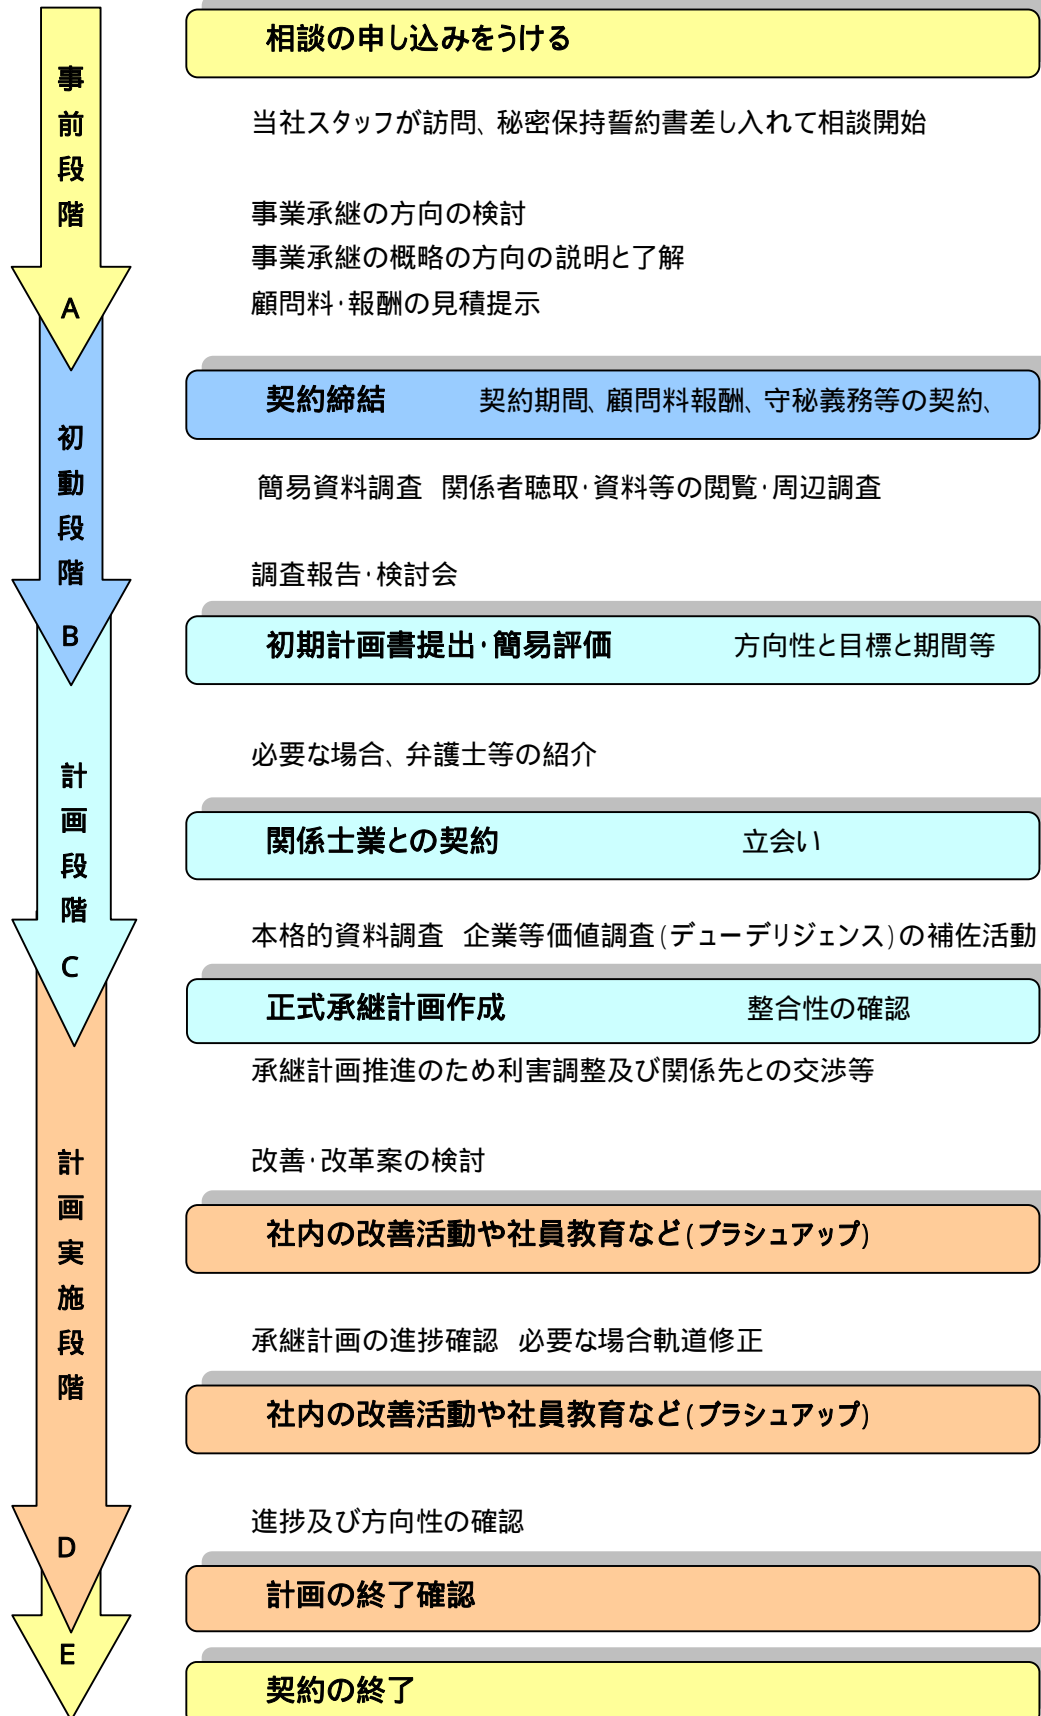 相談の申し込みをうける
事前段階
当社スタッフが訪問、秘密保持誓約書差し入れて相談開始
事業承継の方向の検討
事業承継の概略の方向の説明と了解
顧問料・報酬の見積提示
A
契約締結 契約期間、顧問料報酬、守秘義務等の契約、
初動段階
簡易資料調査 関係者聴取・資料等の閲覧・周辺調査
調査報告・検討会
B
初期計画書提出・簡易評価 方向性と目標と期間等
必要な場合、弁護士等の紹介
計画段階
関係士業との契約 立会い
本格的資料調査 企業等価値調査(デューデリジェンス)の補佐活動
C
正式承継計画作成 整合性の確認
承継計画推進のため利害調整及び関係先との交渉等
改善・改革案の検討
計画実施段階
社内の改善活動や社員教育など(ブラシュアップ)
承継計画の進捗確認 必要な場合軌道修正
社内の改善活動や社員教育など(ブラシュアップ)
進捗及び方向性の確認
D
計画の終了確認
E
契約の終了